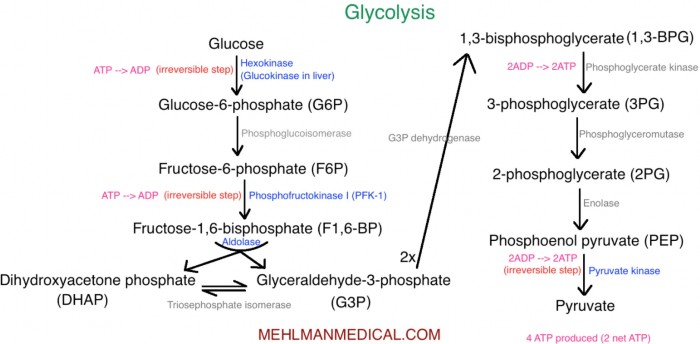 Glycolysis
Glucose
ATP --> ADP (irreversible step) Hexokinase
(Glucokinase in liver)
Glucose-6-phosphate (G6P)
Phosphoglucoisomerase
Fructose-6-phosphate (F6P)
ATP --> ADP (irreversible step) Phosphofructokinase I (PFK-1)
Fructose-1,6-bisphosphate (F1,6-BP)
Aldolase
Dihydroxyacetone phosphate
(DHAP)
Triosephosphate isomerase
Glyceraldehyde-3-phosphate
(G3P)
2x
G3P dehydrogenase
1,3-bisphosphoglycerate (1,3-BPG)
2ADP --> 2ATP Phosphoglycerate kinase
3-phosphoglycerate (3PG)
Phosphoglyceromutase
2-phosphoglycerate (2PG)
Enolase
Phosphoenol pyruvate (PEP)
2ADP --> 2ATP
(irreversible step) Pyruvate kinase
Pyruvate
4 ATP produced (2 net ATP)
MEHLMANMEDICAL.COM